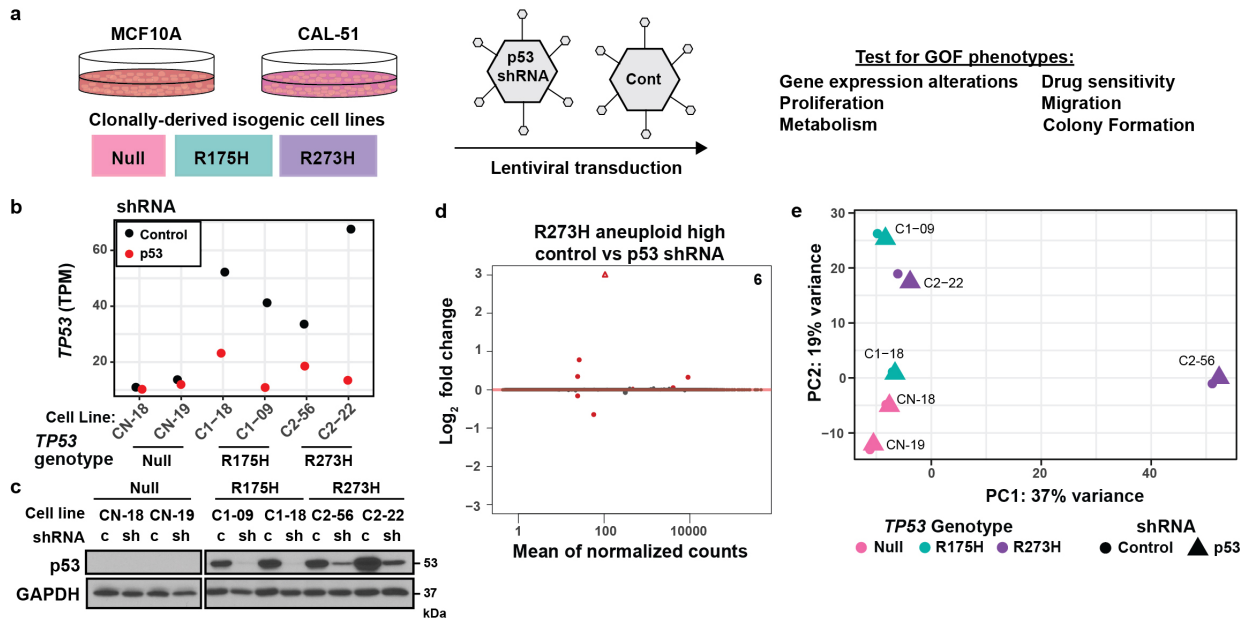 a
MCF10A
CAL-51
Clonally-derived isogenic cell lines
Null
R175H
R273H
p53
shRNA
Cont
Lentiviral transduction
Test for GOF phenotypes:
Gene expression alterations
Drug sensitivity
Proliferation
Migration
Metabolism
Colony Formation
b
shRNA
Control
p53
TP53 (TPM)
60
40
20
Cell Line:
CN-18
CN-19
C1-18
C1-09
C2-56
C2-22
TP53
genotype
Null
R175H
R273H
c
Null
R175H
R273H
Cell line
CN-18 CN-19
C1-09 C1-18 C2-56 C2-22
shRNA
c sh c sh
c sh c sh c sh c sh
p53
53
GAPDH
37
kDa
d
R273H aneuploid high
control vs p53 shRNA
6
Log2 fold change
3
2
1
0
−1
−2
−3
1
100
10000
Mean of normalized counts
e
PC2: 19% variance
30
20
10
0
−10
C1−09
C2−22
C1−18
CN-18
CN-19
C2-56
0
20
40
PC1: 37% variance
TP53 Genotype
Null
R175H
R273H
shRNA
Control
p53